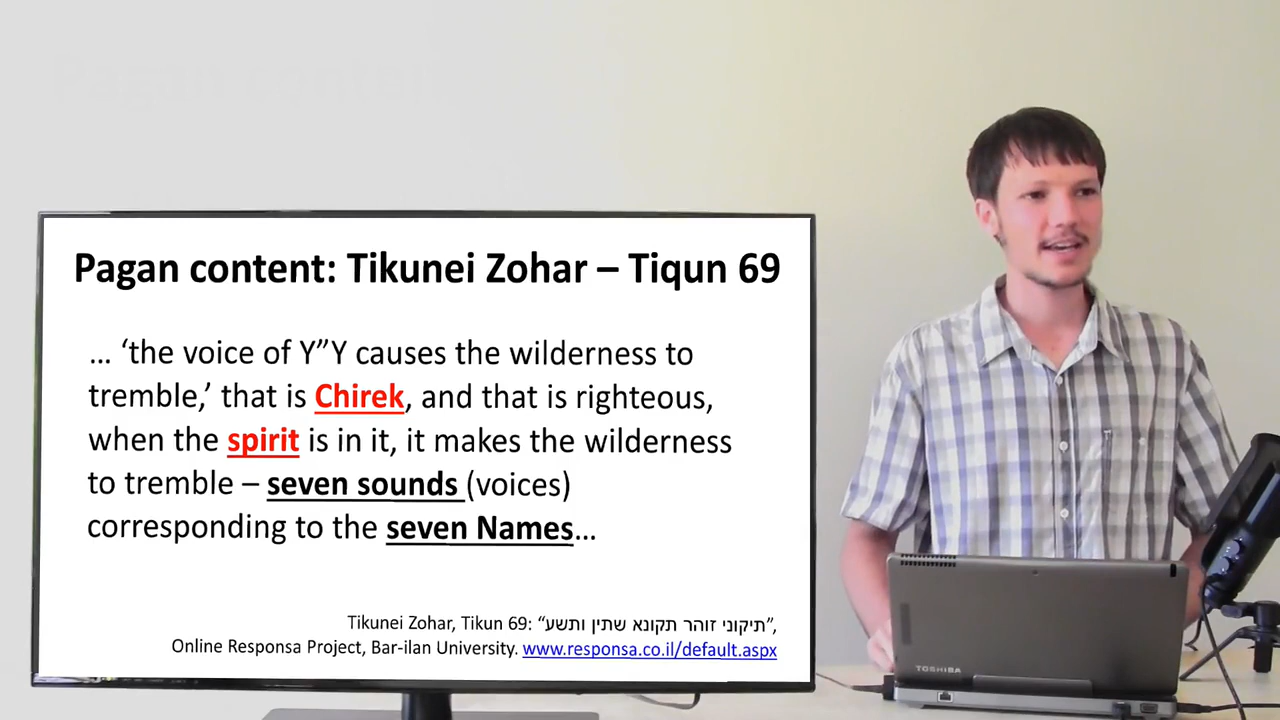 Pagan content: Tikunei Zohar – Tiqun 69
... ‘the voice of Y”Y causes the wilderness to
tremble,’ that is Chirek, and that is righteous,
when the spirit is in it, it makes the wilderness
to tremble – seven sounds (voices)
corresponding to the seven Names...
Tikunei Zohar, Tikun 69: “תיקוני זוהר תקונא שתין ותשע”,
Online Responsa Project, Bar-ilan University. www.responsa.co.il/default.aspx
TOSHIBA